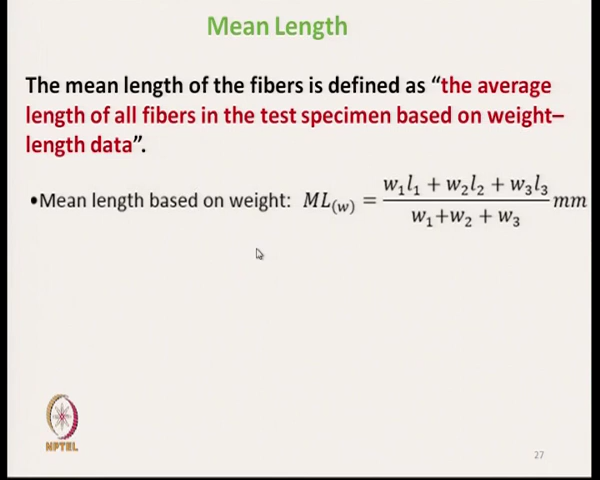 Mean Length
The mean length of the fibers is defined as “the average
length of all fibers in the test specimen based on weight–
length data”.
•Mean length based on weight: ML(w) = (w1l1 + w2l2 + w3l3)/(w1+w2 + w3) mm
NPTEL
27